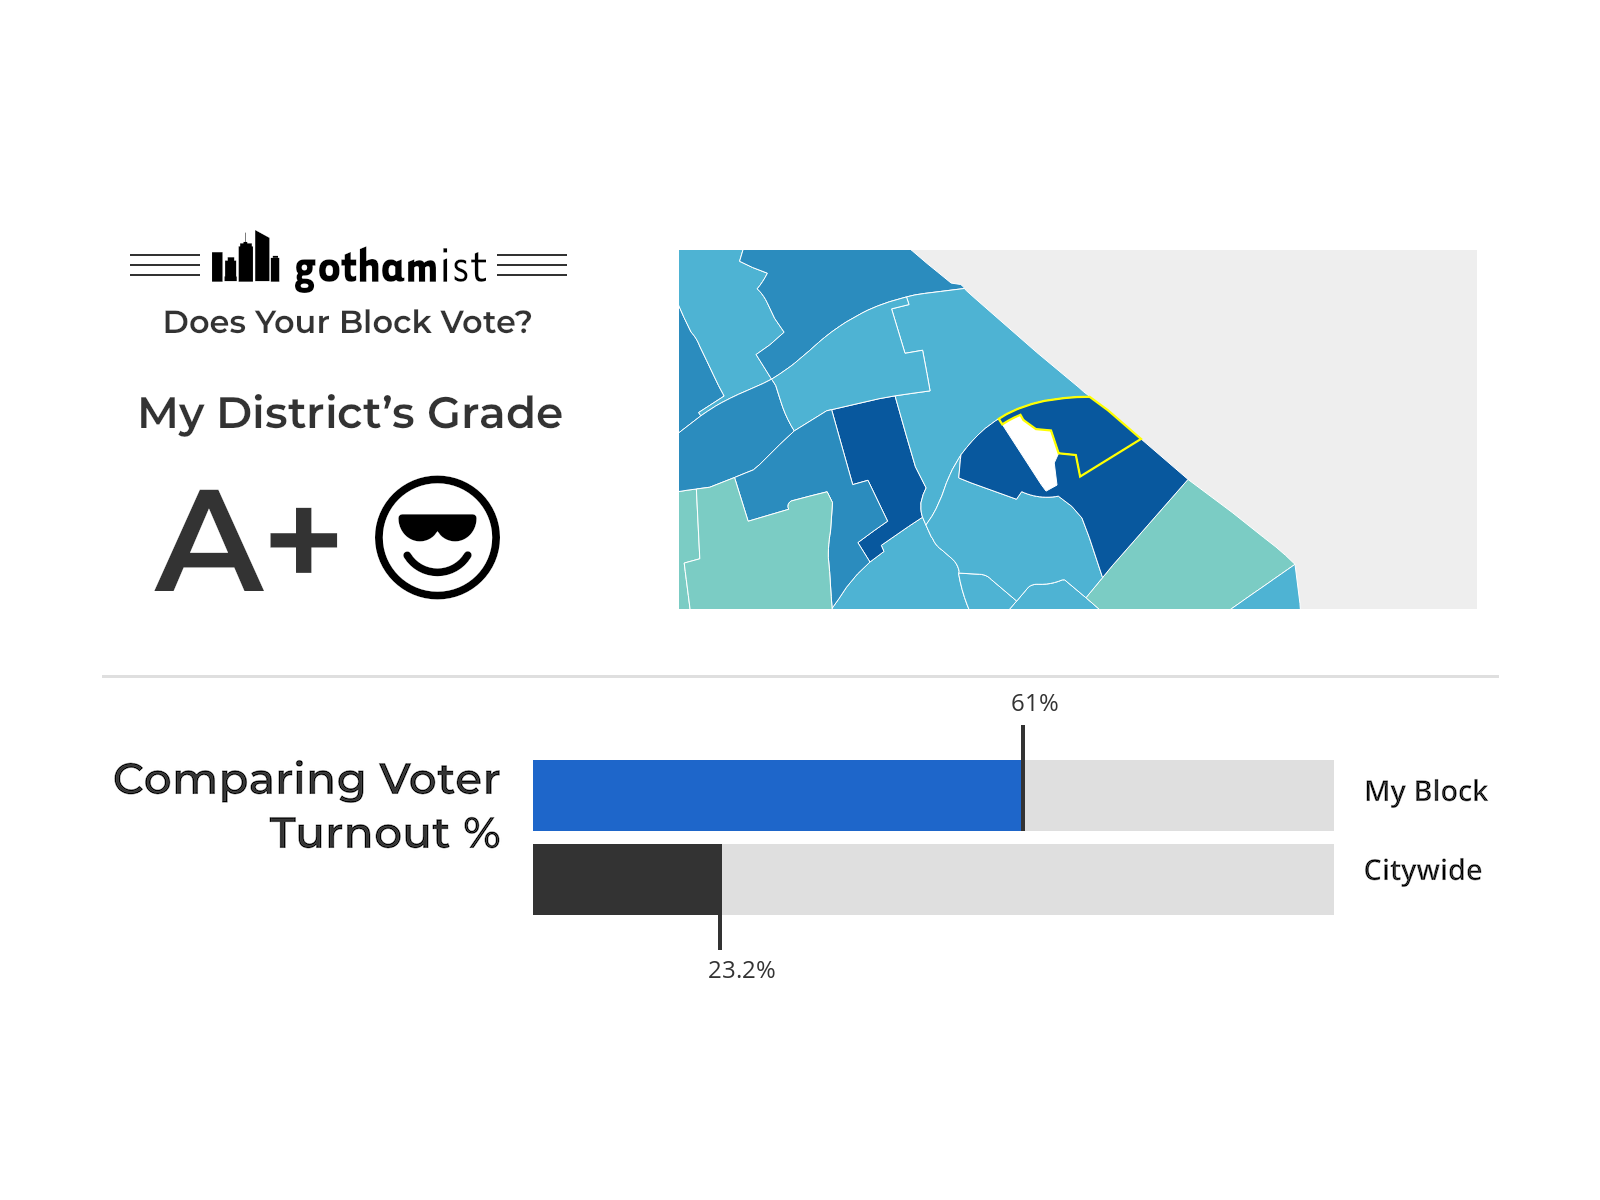 gothamist
Does Your Block Vote?
My District’s Grade
A+
61%
Comparing Voter
Turnout %
My Block
Citywide
23.2%